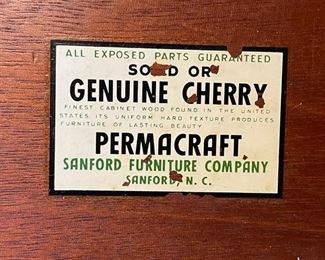 ALL EXPOSED PARTS GUARANTEED
SOLID OR
GENUINE CHERRY
FINEST CABINET WOOD FOUND IN THE UNITED
STATES. ITS UNIFORM HARD TEXTURE PRODUCES
FURNITURE OF LASTING BEAUTY.
PERMACRAFT
SANFORD FURNITURE COMPANY
SANFORD, N. C.